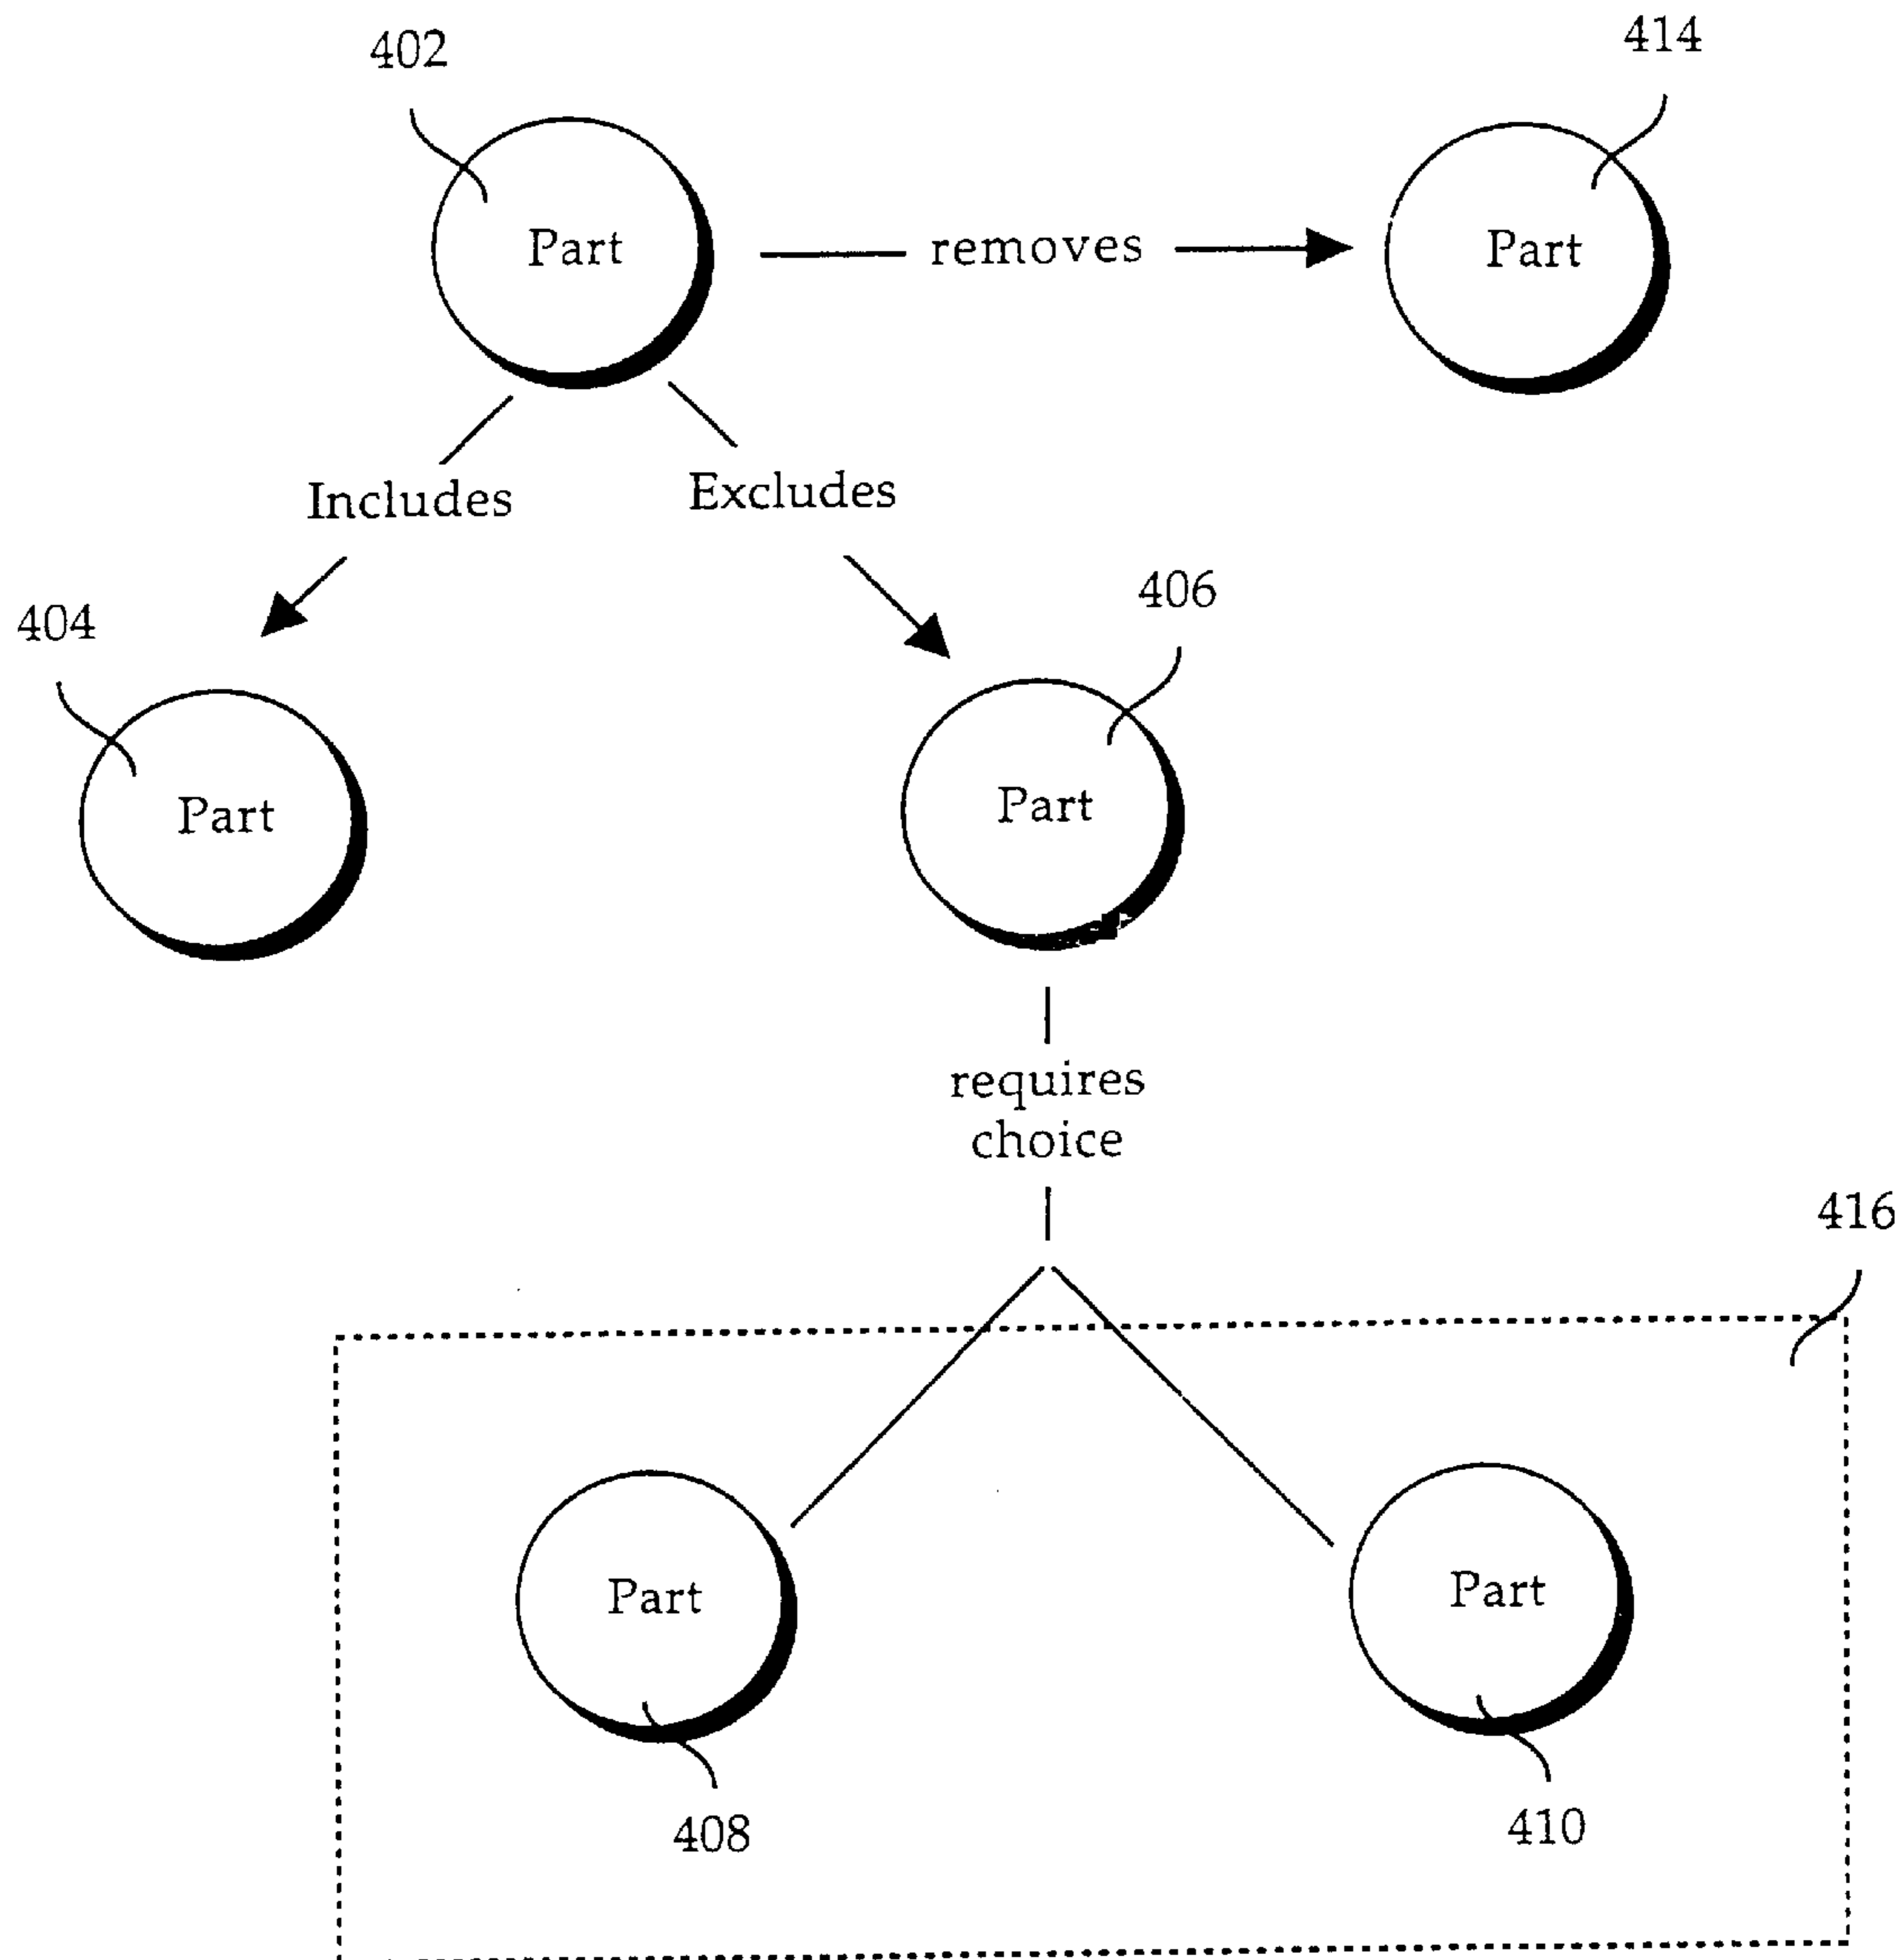 402
414
Part
removes
Part
Includes
Excludes
404
406
Part
Part
requires
choice
416
Part
Part
408
410